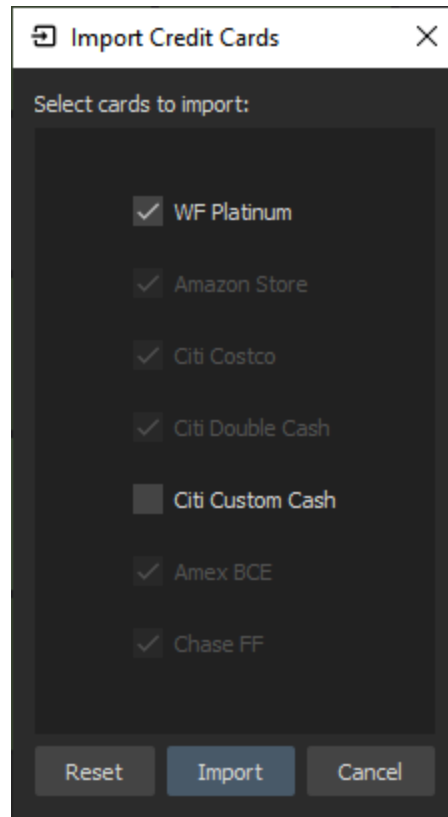 Import Credit Cards
Select cards to import:
WF Platinum
Amazon Store
Citi Costco
Citi Double Cash
Citi Custom Cash
Amex BCE
Chase FF
Reset Import Cancel